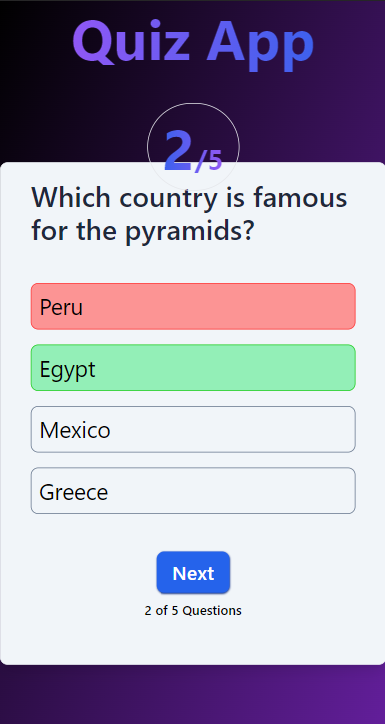 Quiz App
2/5
Which country is famous
for the pyramids?
Peru
Egypt
Mexico
Greece
Next
2 of 5 Questions